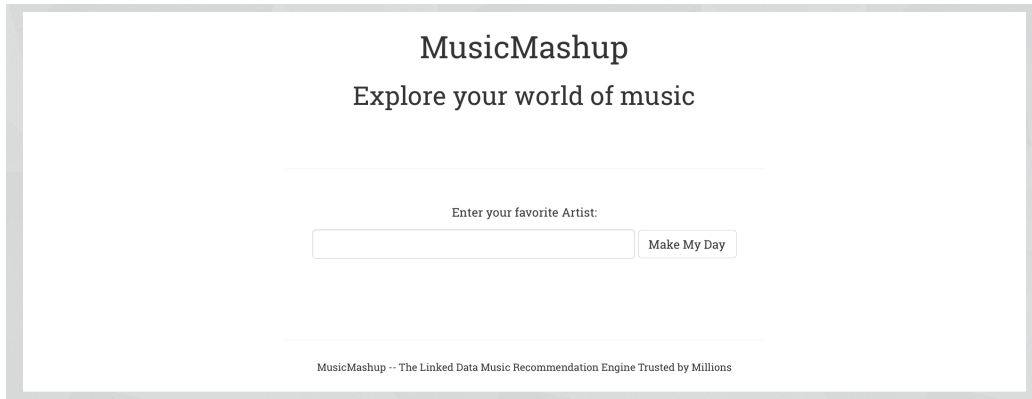 MusicMashup
Explore your world of music
Enter your favorite Artist:
Make My Day
MusicMashup -- The Linked Data Music Recommendation Engine Trusted by Millions